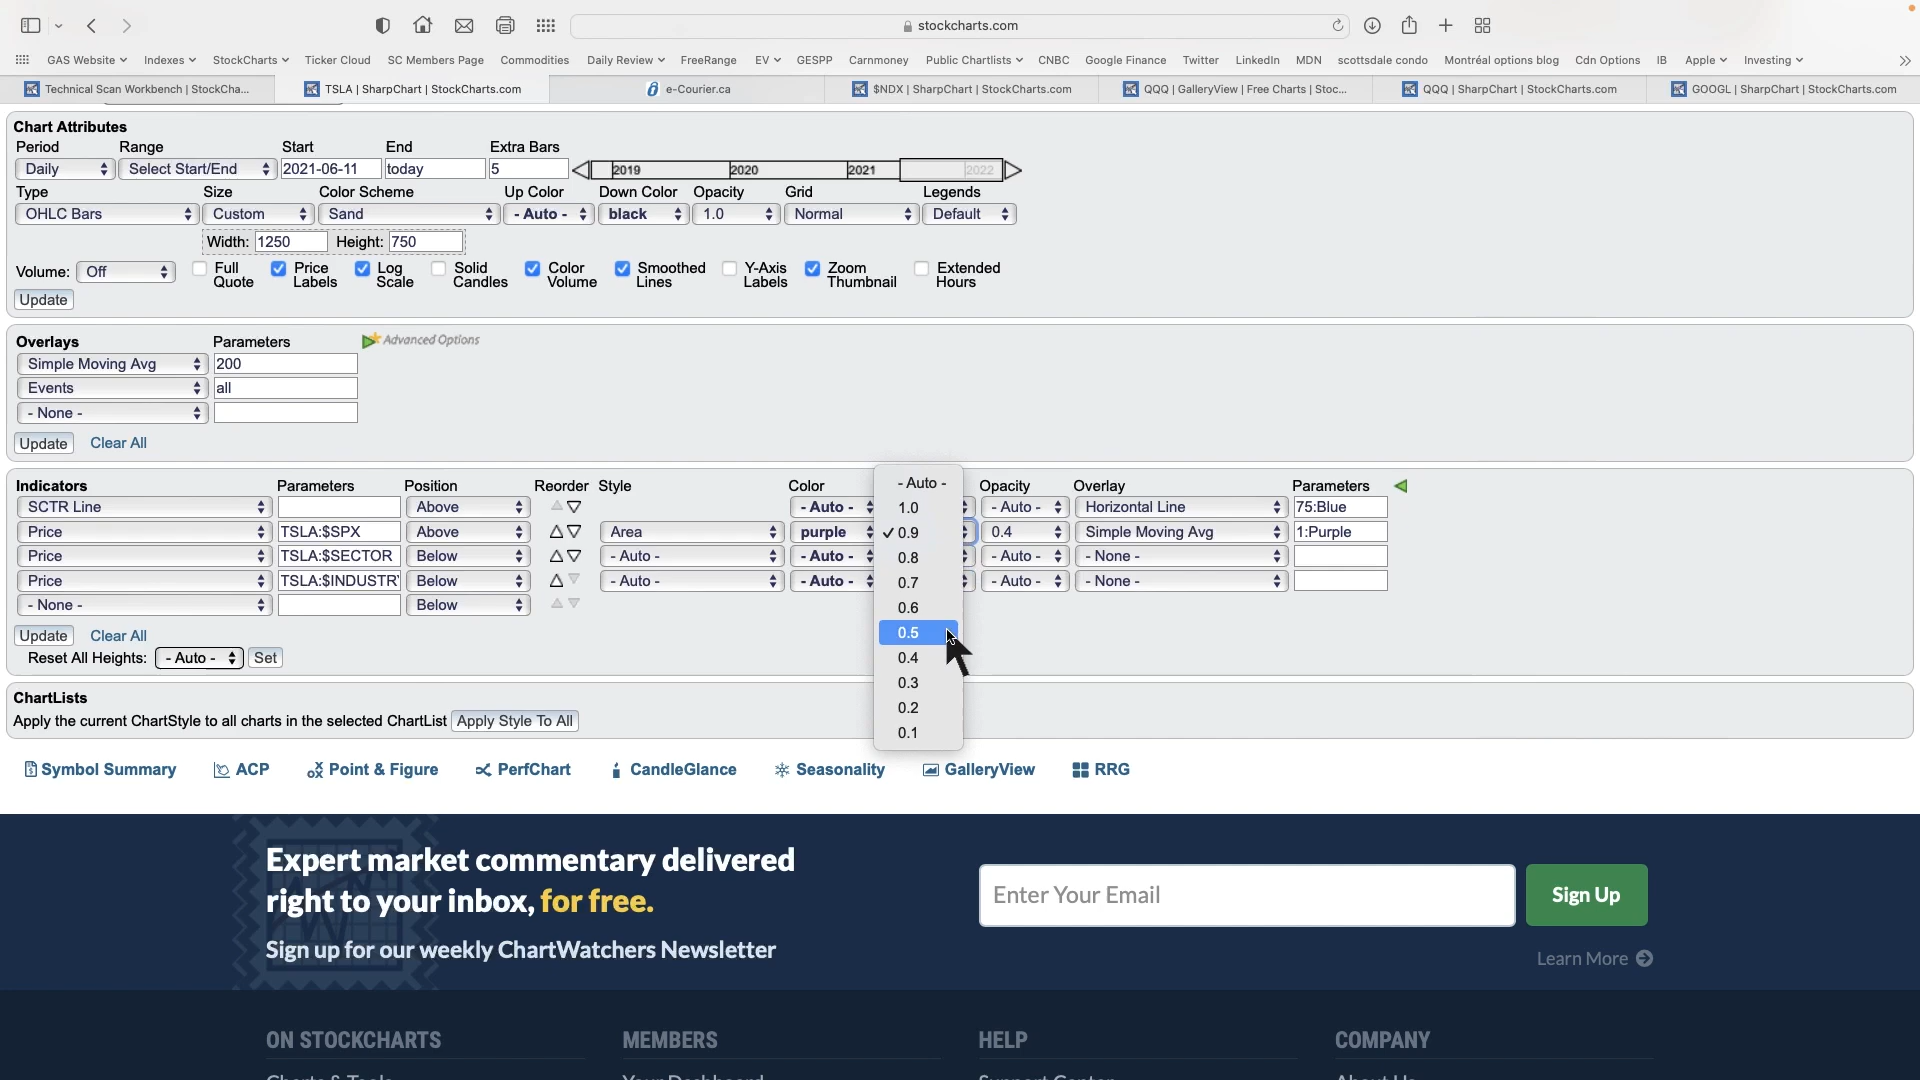 stockcharts.com
GAS Website Indexes StockCharts Ticker Cloud SC Members Page Commodities Daily Review FreeRange EV GESPP Carnmoney Public Chartlists CNBC Google Finance Twitter LinkedIn MDN scottsdale condo Montréal options blog Cdn Options IB Apple Investing
Technical Scan Workbench | StockCha... TSLA | SharpChart | StockCharts.com e-Courier.ca $NDX | SharpChart | StockCharts.com QQQ | GalleryView | Free Charts | Stoc... QQQ | SharpChart | StockCharts.com GOOGL | SharpChart | StockCharts.com
Chart Attributes
Period Range Start End Extra Bars
Daily Select Start/End 2021-06-11 today 5 2019 2020 2021 2022
Type Size Color Scheme Up Color Down Color Opacity Grid Legends
OHLC Bars Custom Sand - Auto - black 1.0 Normal Default
Width: 1250 Height: 750
Volume: Off Full Quote Price Labels Log Scale Solid Candles Color Volume Smoothed Lines Y-Axis Labels Zoom Thumbnail Extended Hours
Update
Overlays Parameters Advanced Options
Simple Moving Avg 200
Events all
- None -
Update Clear All
Indicators Parameters Position Reorder Style Color Opacity Overlay Parameters
SCTR Line Above - Auto - - Auto - Horizontal Line 75:Blue
Price TSLA:$SPX Above Area purple 0.4 Simple Moving Avg 1:Purple
Price TSLA:$SECTOR Below - Auto - - Auto - - Auto - - None -
Price TSLA:$INDUSTR Below - Auto - - Auto - - Auto - - None -
- None - Below
- Auto -
1.0
✓ 0.9
0.8
0.7
0.6
0.5
0.4
0.3
0.2
0.1
Update Clear All
Reset All Heights: - Auto - Set
ChartLists
Apply the current ChartStyle to all charts in the selected ChartList Apply Style To All
Symbol Summary ACP Point & Figure PerfChart CandleGlance Seasonality GalleryView RRG
Expert market commentary delivered
right to your inbox, for free.
Sign up for our weekly ChartWatchers Newsletter
Enter Your Email Sign Up
Learn More
ON STOCKCHARTS MEMBERS HELP COMPANY